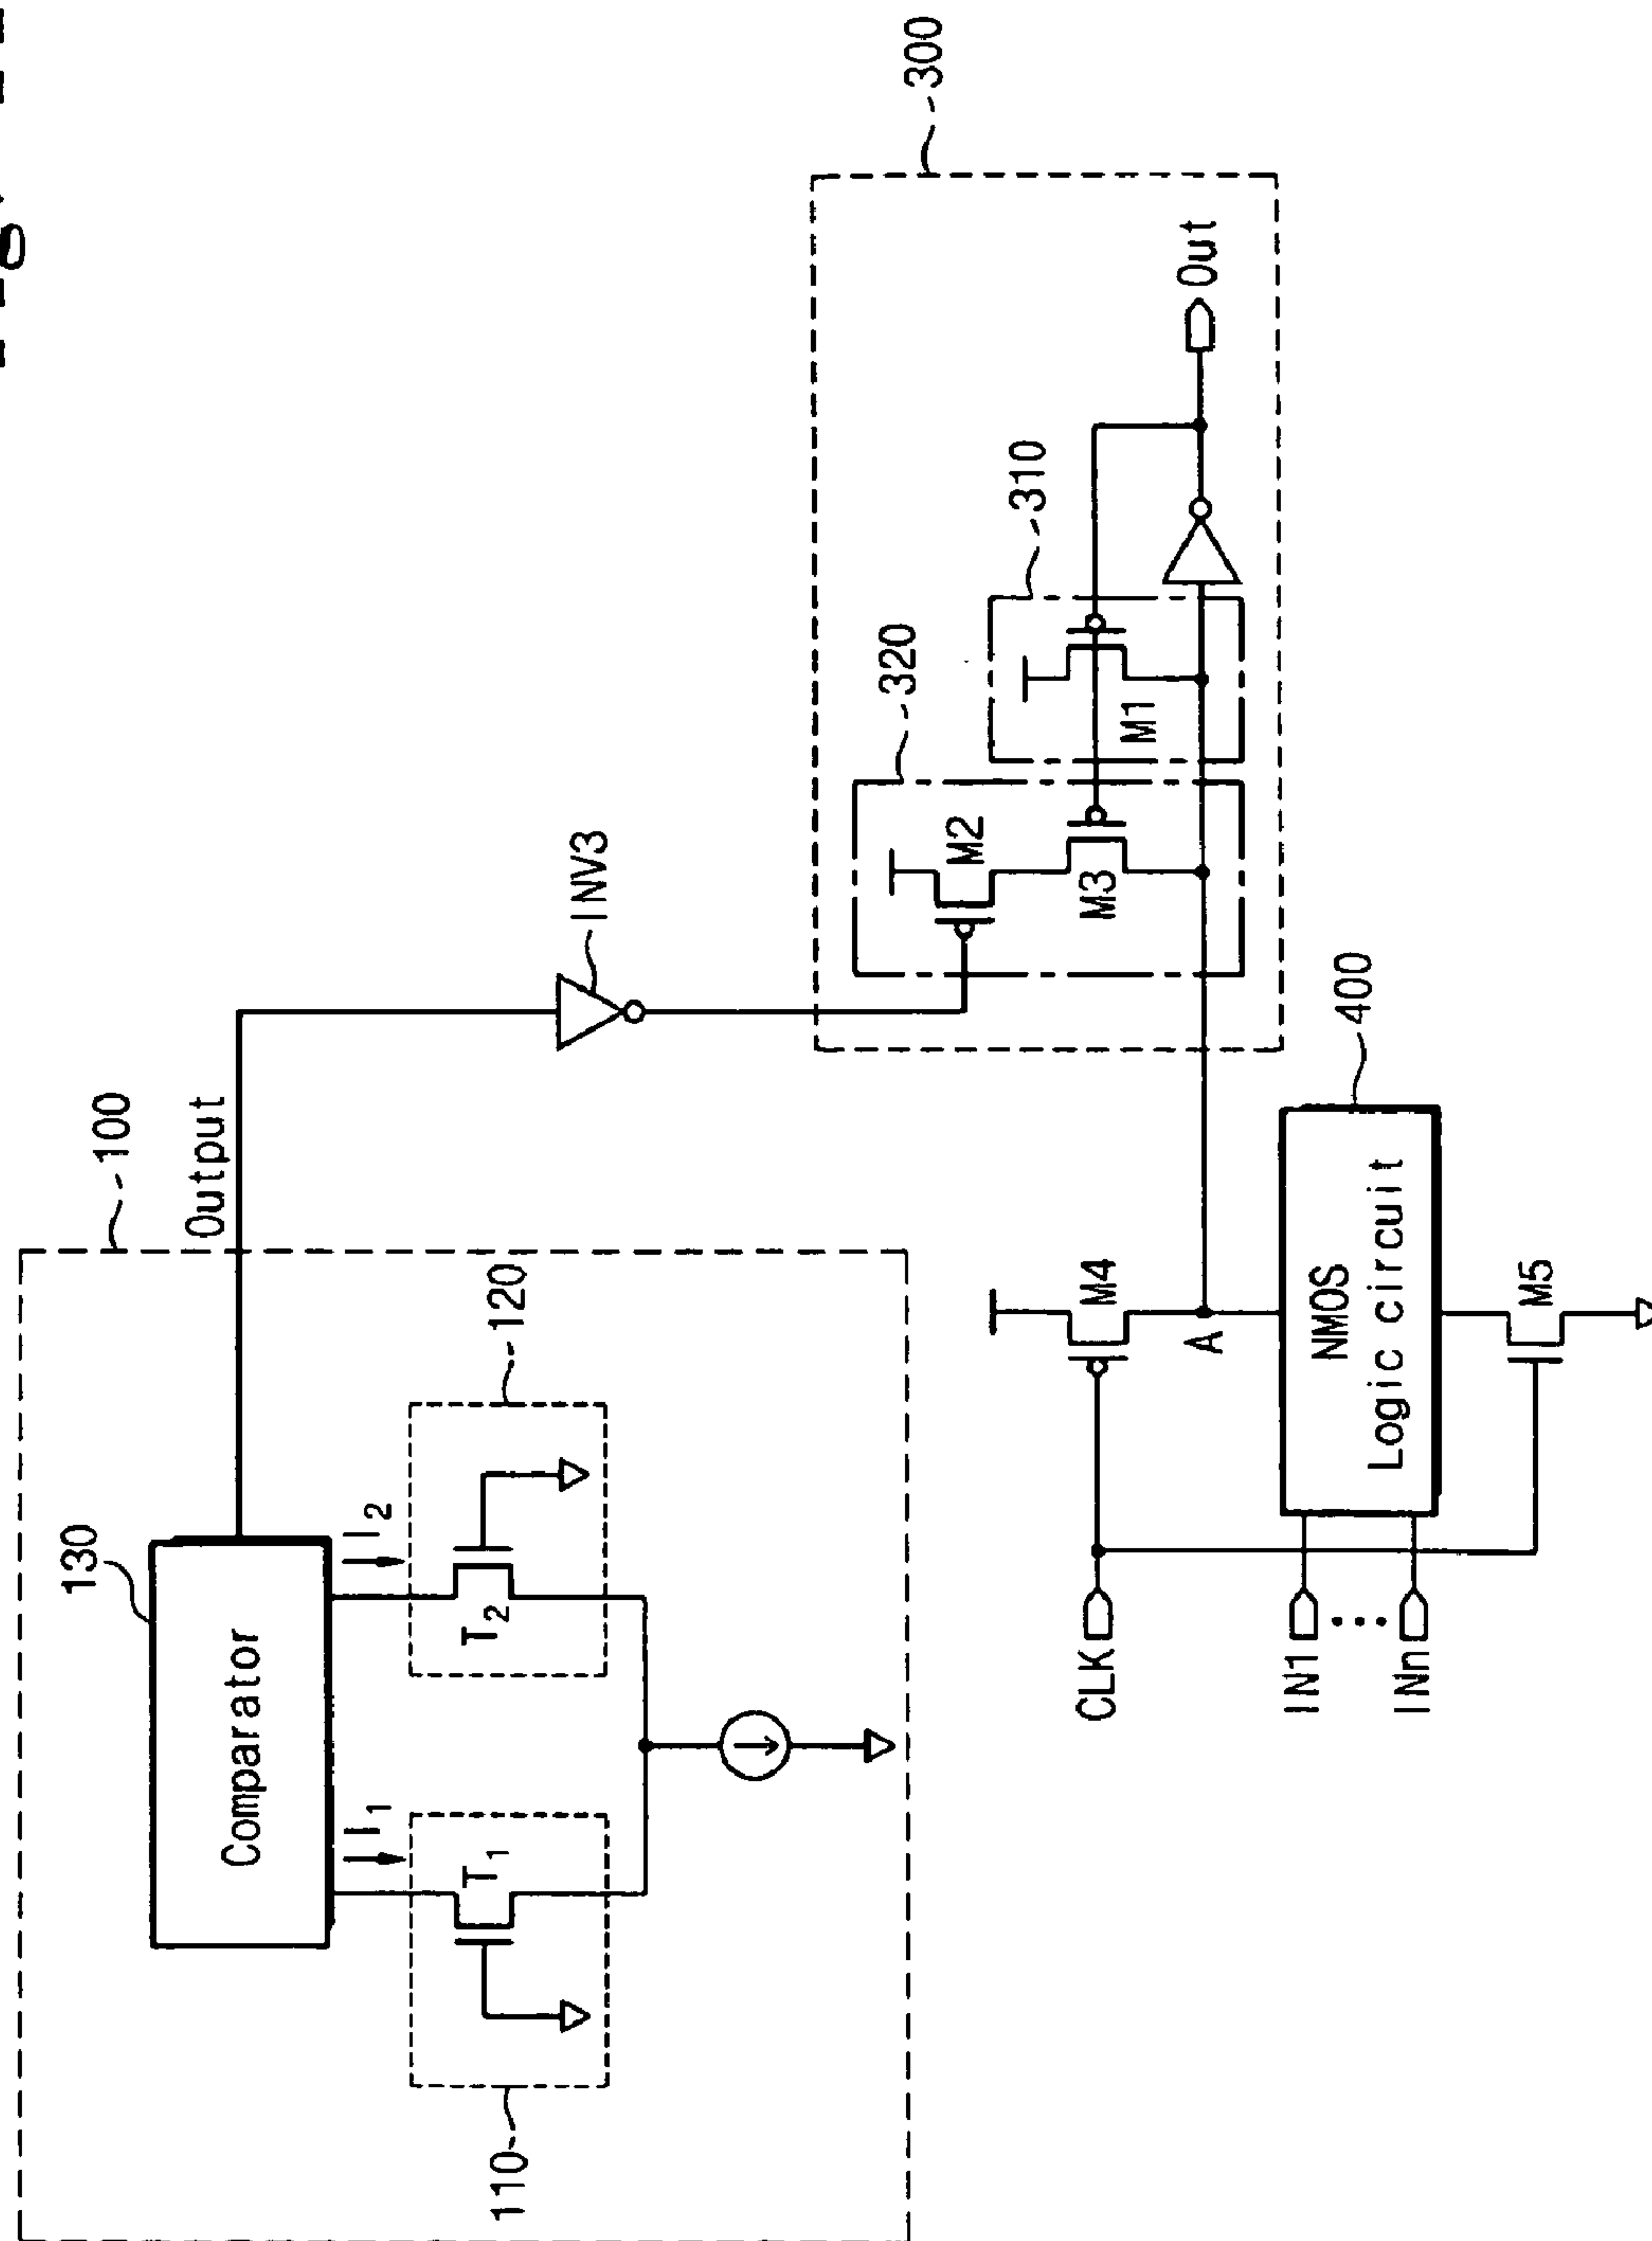 100
130
Comparator
Output
I1
I2
110
T1
T2
120
INV3
300
320
310
M2
M3
M1
Out
CLK
M4
A
IN1
INn
NMOS
Logic circuit
400
M5